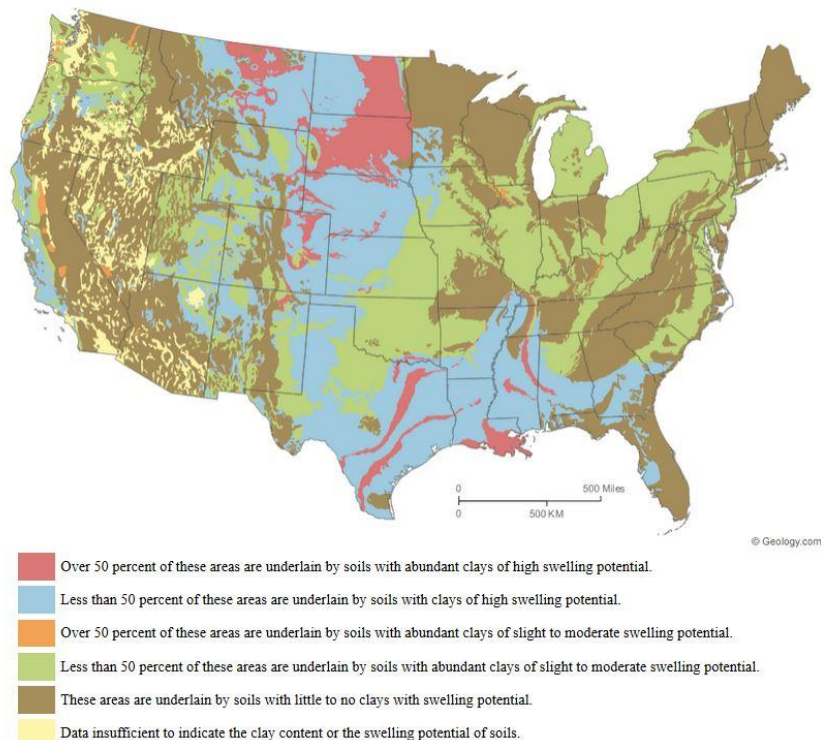 0
500 Miles
0
500 KM
© Geology.com
Over 50 percent of these areas are underlain by soils with abundant clays of high swelling potential.
Less than 50 percent of these areas are underlain by soils with clays of high swelling potential.
Over 50 percent of these areas are underlain by soils with abundant clays of slight to moderate swelling potential.
Less than 50 percent of these areas are underlain by soils with abundant clays of slight to moderate swelling potential.
These areas are underlain by soils with little to no clays with swelling potential.
Data insufficient to indicate the clay content or the swelling potential of soils.